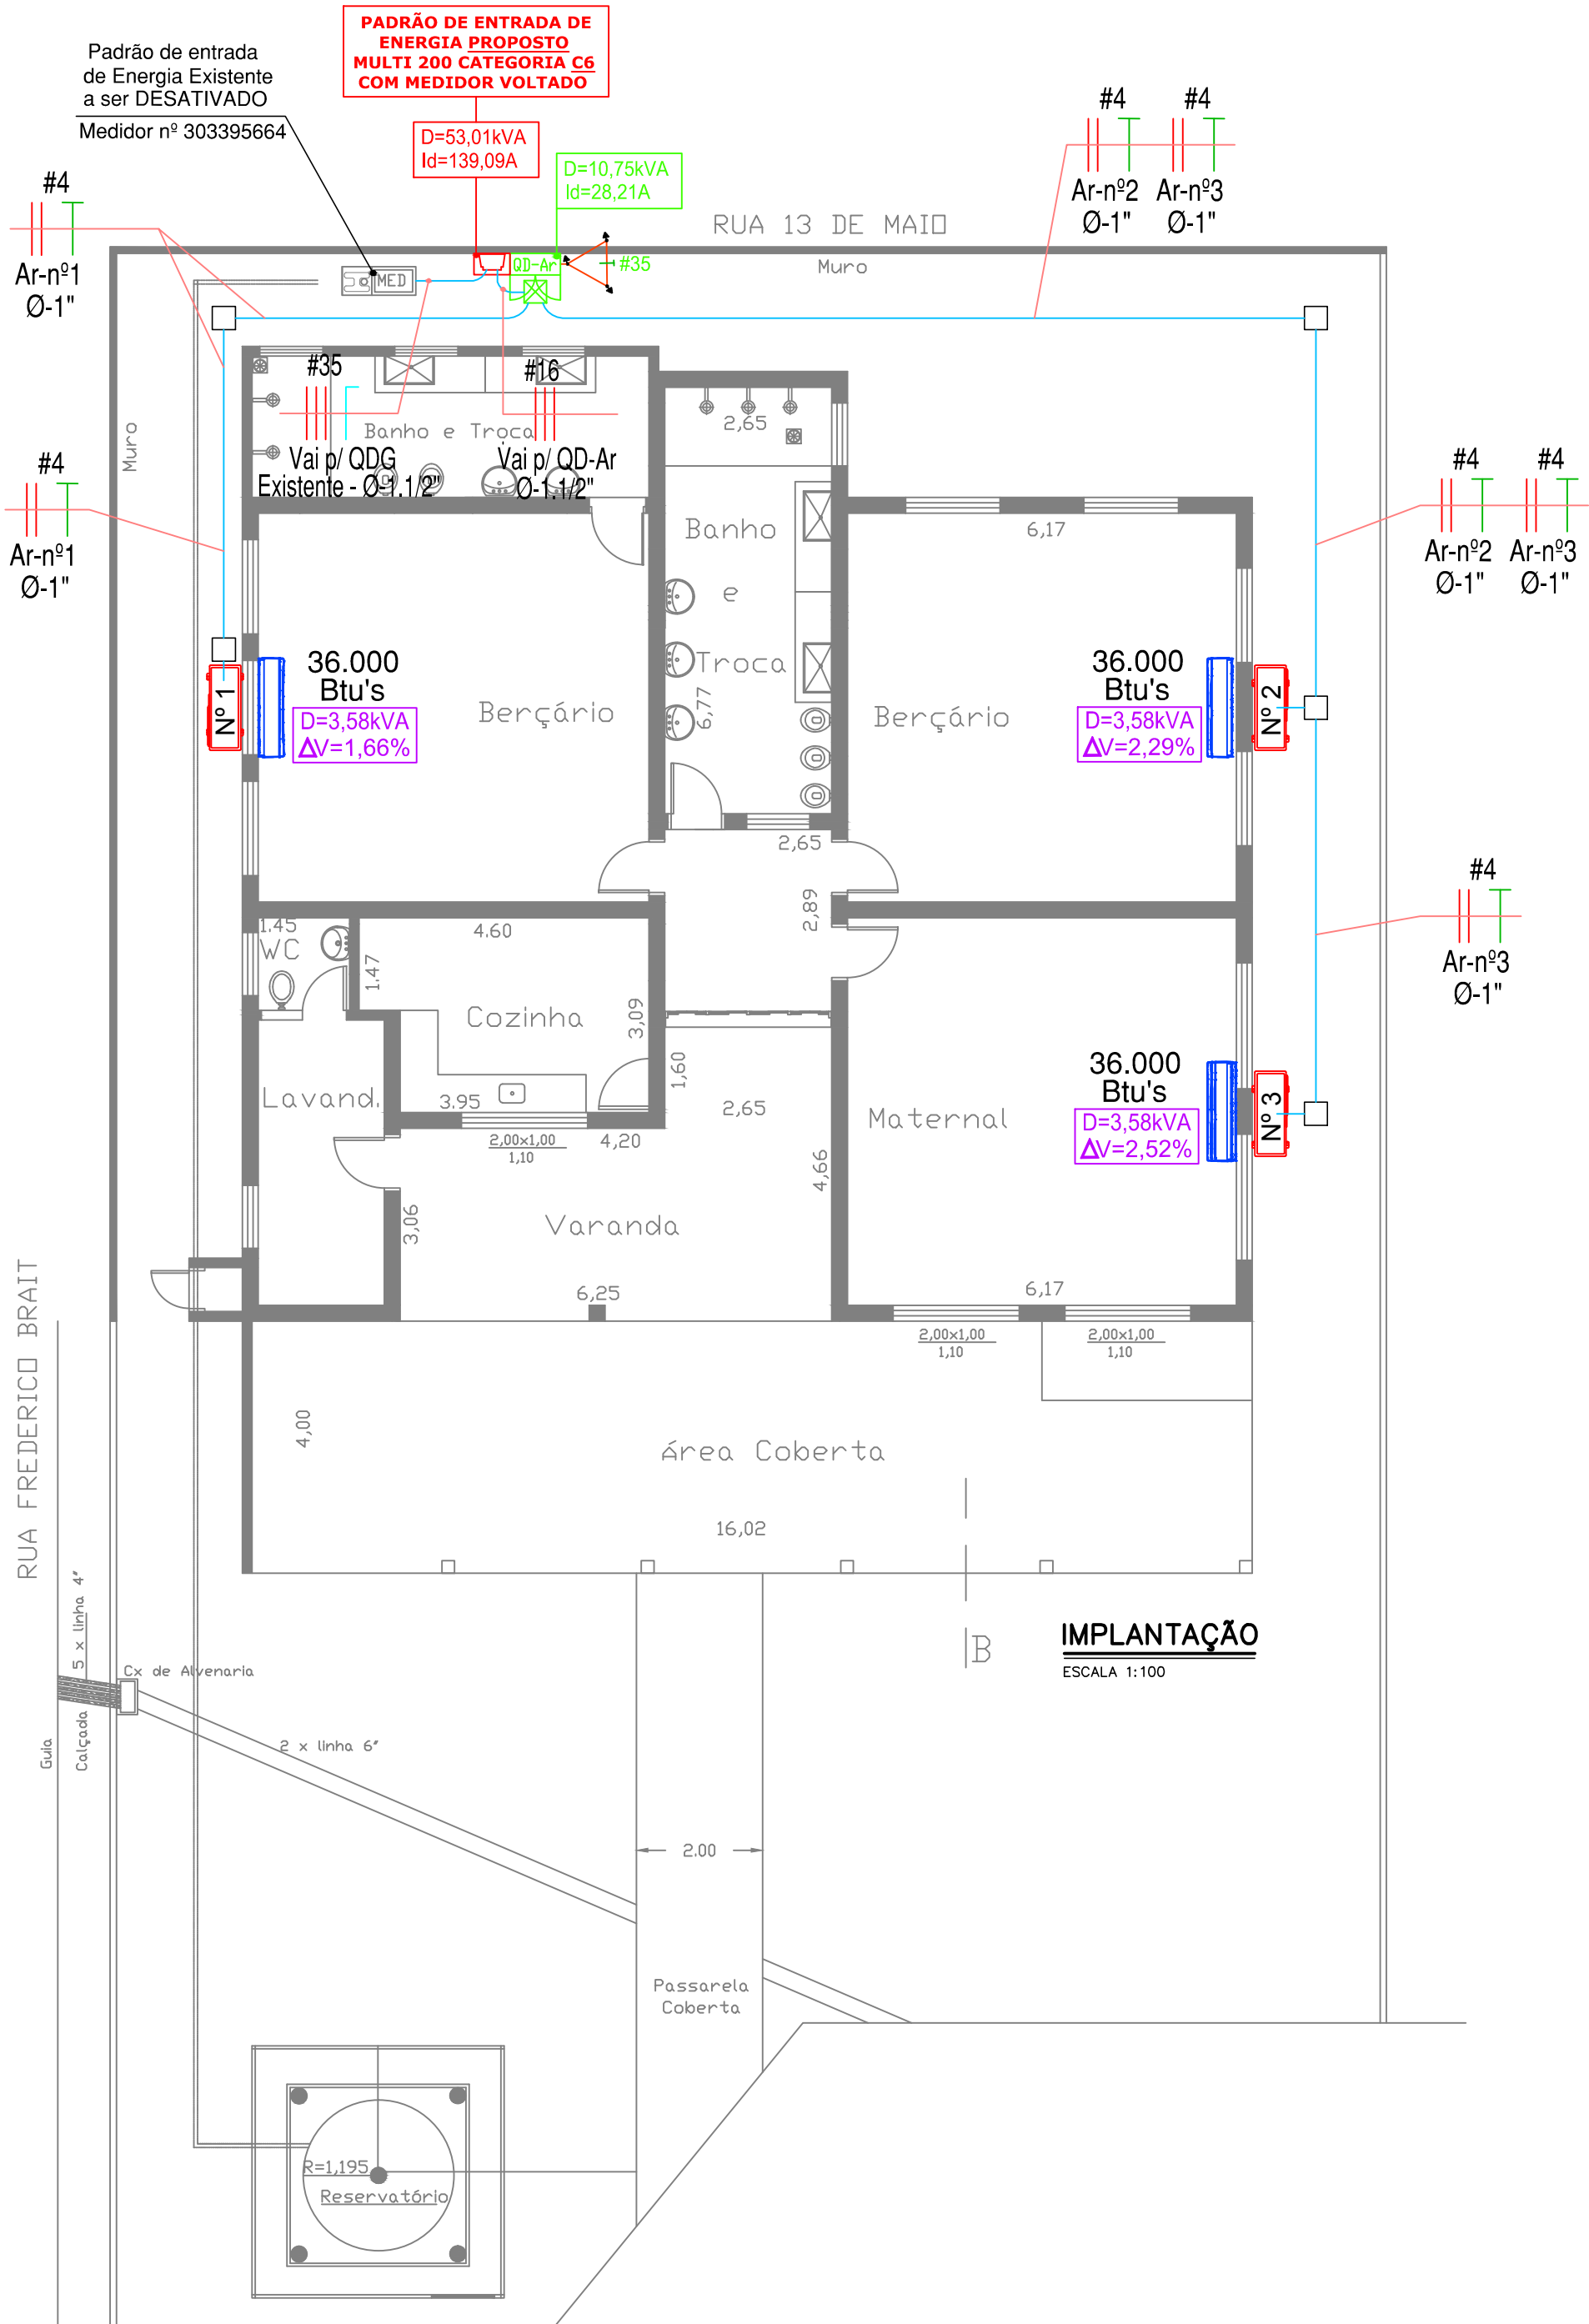 PADRÃO DE ENTRADA DE
ENERGIA PROPOSTO
MULTI 200 CATEGORIA C6
COM MEDIDOR VOLTADO
Padrão de entrada
de Energia Existente
a ser DESATIVADO
Medidor nº 303395664
D=53,01kVA
Id=139,09A
D=10,75kVA
Id=28,21A
#4 #4
Ar-nº2 Ar-nº3
Ø-1" Ø-1"
#4
Ar-nº1
Ø-1"
RUA 13 DE MAIO
Muro
MED
QD-Ar
#35
Muro
#35
#16
2,65
Banho e Troca
Vai p/ QDG
Existente - Ø-1.1/2"
Vai p/ QD-Ar
Ø-1.1/2"
#4
Ar-nº1
Ø-1"
#4 #4
Ar-nº2 Ar-nº3
Ø-1" Ø-1"
Banho
e
Troca
6,77
6,17
36.000
Btu's
D=3,58kVA
ΔV=1,66%
Nº 1
Berçário
Berçário
36.000
Btu's
D=3,58kVA
ΔV=2,29%
Nº 2
2,65
2,89
#4
Ar-nº3
Ø-1"
1.45
WC
1.47
4.60
Cozinha
3,09
1,60
2,65
Lavand.
3.95
2,00x1,00
1,10
4,20
4,66
Maternal
36.000
Btu's
D=3,58kVA
ΔV=2,52%
Nº 3
3,06
Varanda
6,25
6,17
2,00x1,00
1,10
2,00x1,00
1,10
RUA FREDERICO BRAIT
4,00
Área Coberta
16,02
B
IMPLANTAÇÃO
ESCALA 1:100
5 x linha 4"
Cx de Alvenaria
Guia
Calçada
2 x linha 6"
2.00
Passarela
Coberta
R=1,195
Reservatório